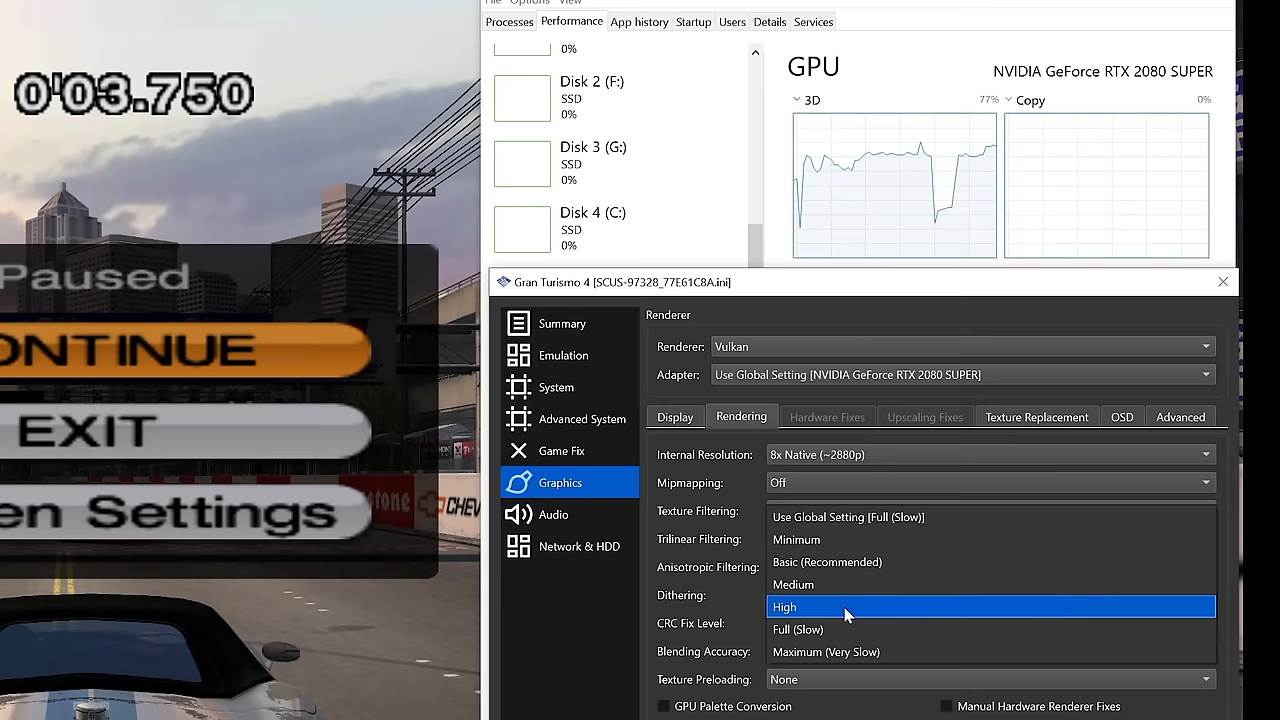 File Options View
Processes Performance App history Startup Users Details Services
0%
Disk 2 (F:)
SSD
0%
Disk 3 (G:)
SSD
0%
Disk 4 (C:)
SSD
0%
GPU NVIDIA GeForce RTX 2080 SUPER
3D 77% Copy 0%
0'03.750
Paused
ONTINUE
EXIT
en Settings
stone CHEV
Gran Turismo 4 [SCUS-97328_77E61C8A.ini]
Summary
Emulation
System
Advanced System
Game Fix
Graphics
Audio
Network & HDD
Renderer
Renderer: Vulkan
Adapter: Use Global Setting [NVIDIA GeForce RTX 2080 SUPER]
Display Rendering Hardware Fixes Upscaling Fixes Texture Replacement OSD Advanced
Internal Resolution: 8x Native (~2880p)
Mipmapping: Off
Texture Filtering:
Trilinear Filtering:
Anisotropic Filtering:
Dithering:
CRC Fix Level:
Blending Accuracy:
Use Global Setting [Full (Slow)]
Minimum
Basic (Recommended)
Medium
High
Full (Slow)
Maximum (Very Slow)
Texture Preloading: None
GPU Palette Conversion Manual Hardware Renderer Fixes